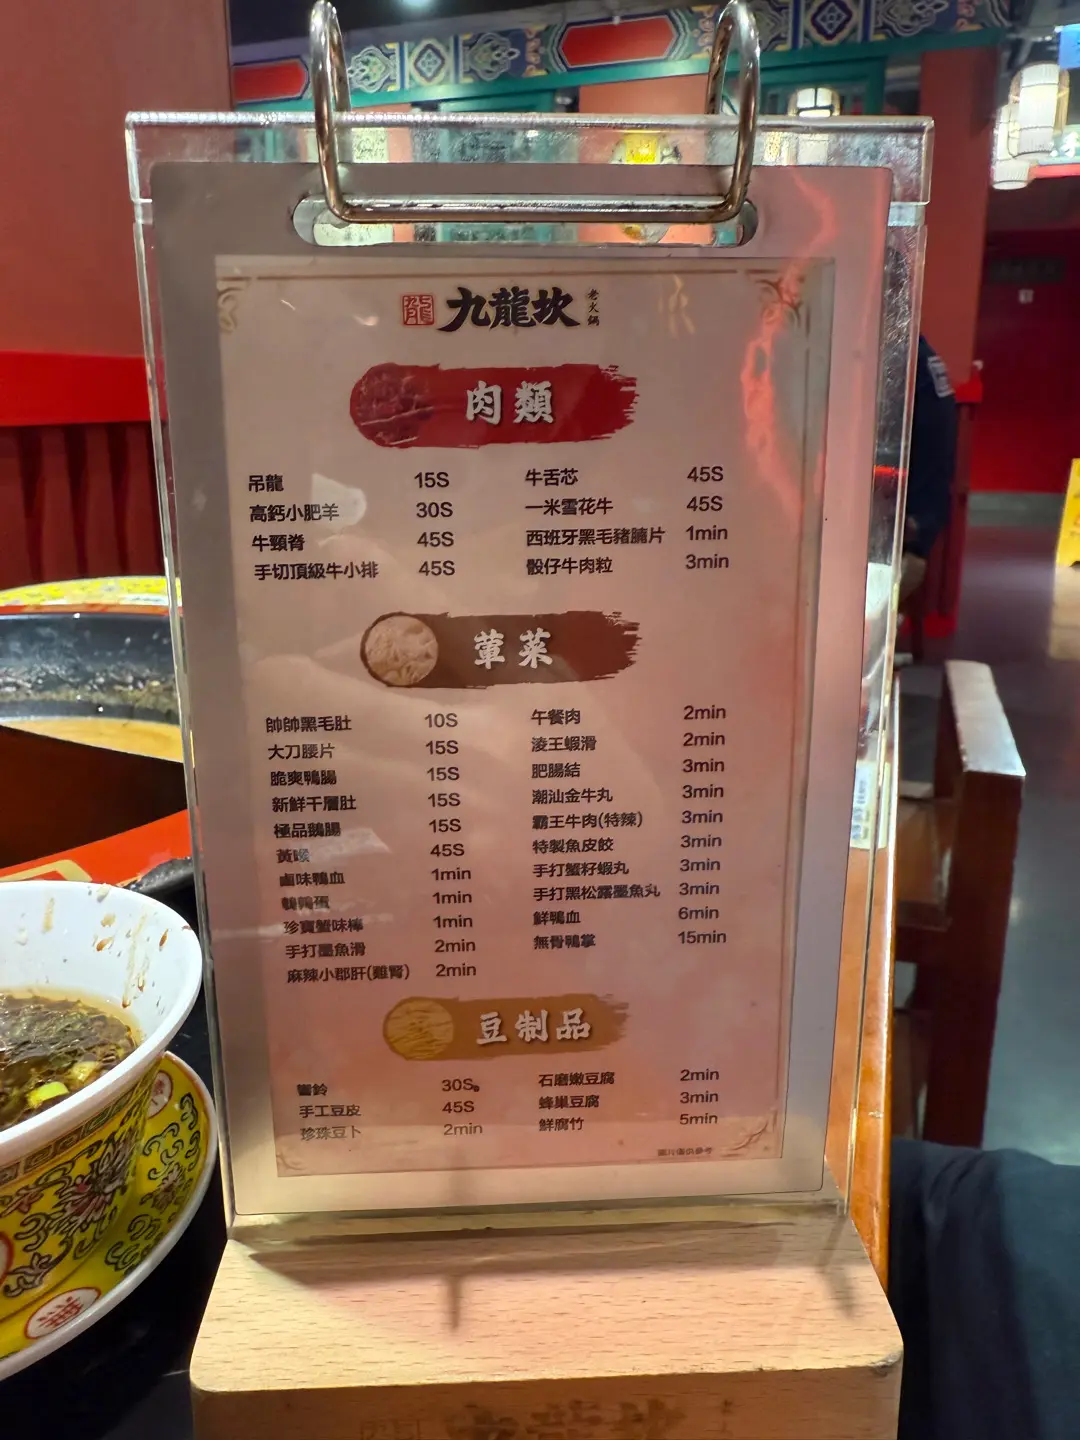 九龍坎 老火鍋
肉類
吊龍 15S 牛舌芯 45S
高鈣小肥羊 30S 一米雪花牛 45S
牛頸脊 45S 西班牙黑毛豬腩片 1min
手切頂級牛小排 45S 骰仔牛肉粒 3min
葷菜
帥帥黑毛肚 10S 午餐肉 2min
大刀腰片 15S 淩王蝦滑 2min
脆爽鴨腸 15S 肥腸結 3min
新鮮千層肚 15S 潮汕金牛丸 3min
極品鵝腸 15S 霸王牛肉(特辣) 3min
黃喉 45S 特製魚皮餃 3min
鹵味鴨血 1min 手打蟹籽蝦丸 3min
鵪鶉蛋 1min 手打黑松露墨魚丸 3min
珍寶蟹味棒 1min 鮮鴨血 6min
手打墨魚滑 2min 無骨鴨掌 15min
麻辣小郡肝(雞腎) 2min
豆制品
響鈴 30S 石磨嫩豆腐 2min
手工豆皮 45S 蜂巢豆腐 3min
珍珠豆卜 2min 鮮腐竹 5min
圖片僅供參考